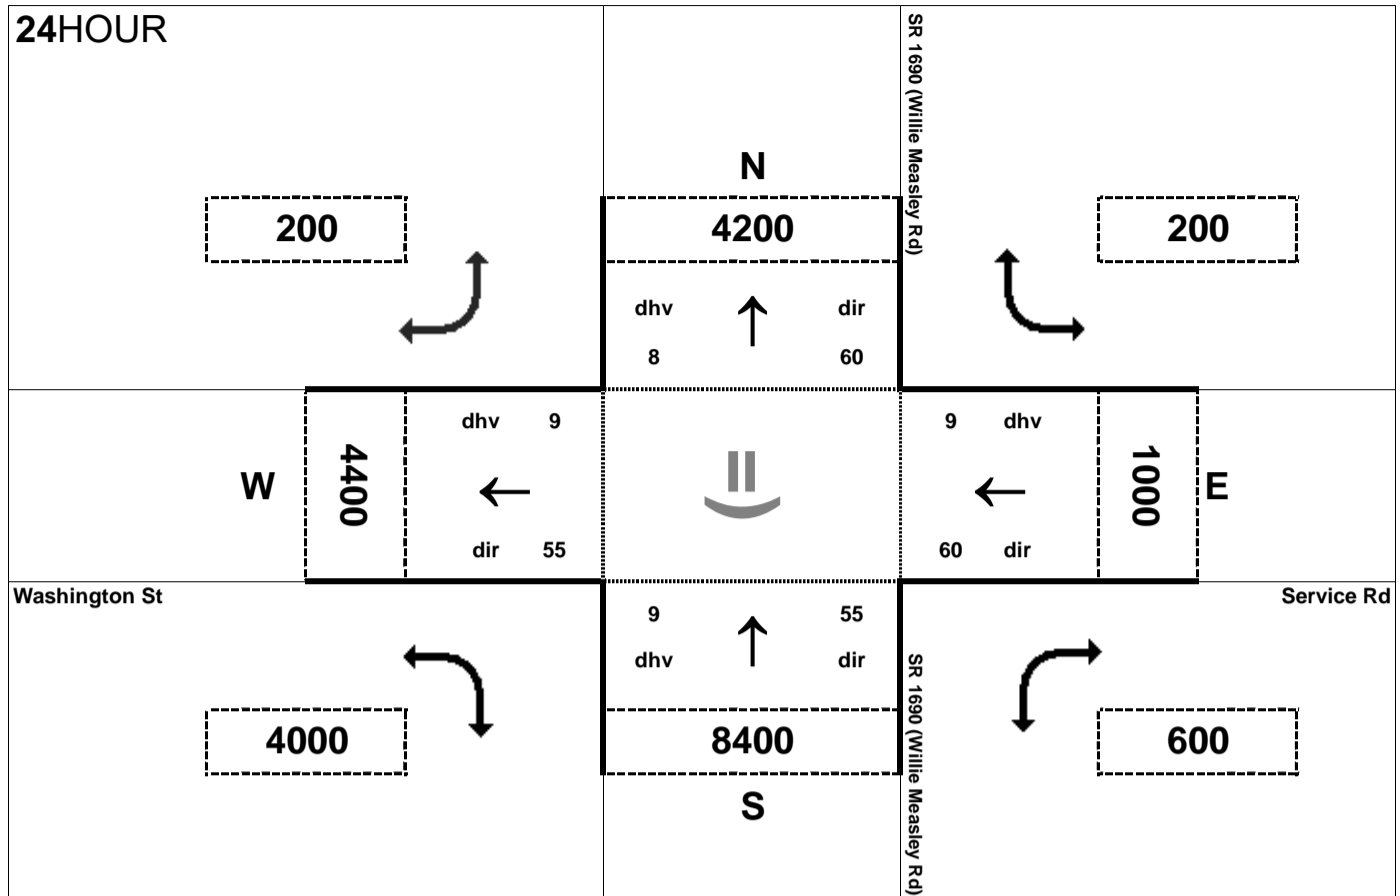 24HOUR
SR 1690 (Willie Measley Rd)
N
200
4200
200
dhv
dir
8
60
dhv 9
9 dhv
W
4400
1000
E
dir 55
60 dir
Washington St
Service Rd
9
55
dhv
dir
SR 1690 (Willie Measley Rd)
4000
8400
600
S